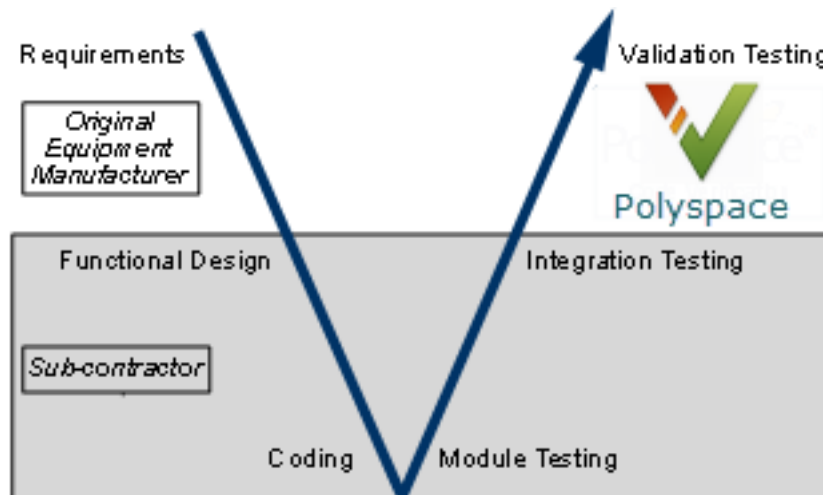 Requirements
Validation Testing
Original
Equipment
Manufacturer
Polyspace
Functional Design
Integration Testing
Sub-contractor
Coding
Module Testing